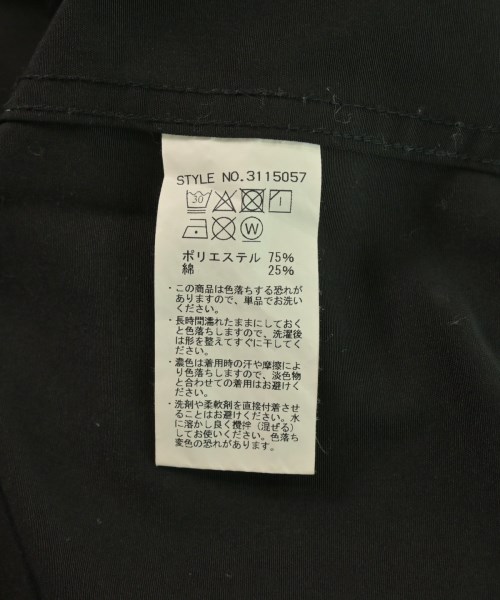 STYLE NO.3115057
30
W
ポリエステル 75%
綿 25%
・この商品は色落ちする恐れが
ありますので、単品でお洗い
ください。
・長時間濡れたままにしておく
と色落ちしますので、洗濯後
は形を整えてすぐに干してく
ださい。
・濃色は着用時の汗や摩擦によ
り色落ちしますので、淡色物
と合わせての着用はお避けく
ださい。
・洗剤や柔軟剤を直接付着させ
ることはお避けください。水
に溶かし良く攪拌(混ぜる)
してお使いください。色落ち
変色の恐れがあります。